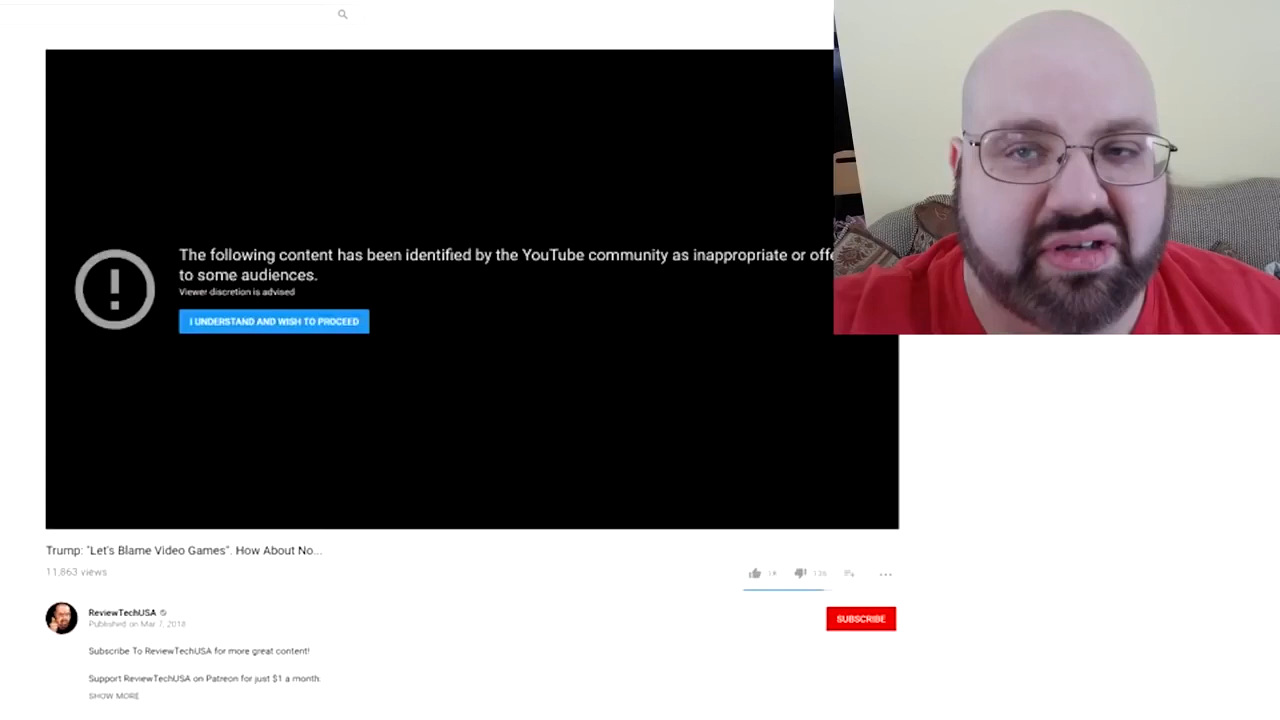 The following content has been identified by the YouTube community as inappropriate or offe
to some audiences.
Viewer discretion is advised
I UNDERSTAND AND WISH TO PROCEED
Trump: "Let's Blame Video Games". How About No...
11,863 views
1K
136
ReviewTechUSA
Published on Mar 7, 2018
SUBSCRIBE
Subscribe To ReviewTechUSA for more great content!
Support ReviewTechUSA on Patreon for just $1 a month.
SHOW MORE